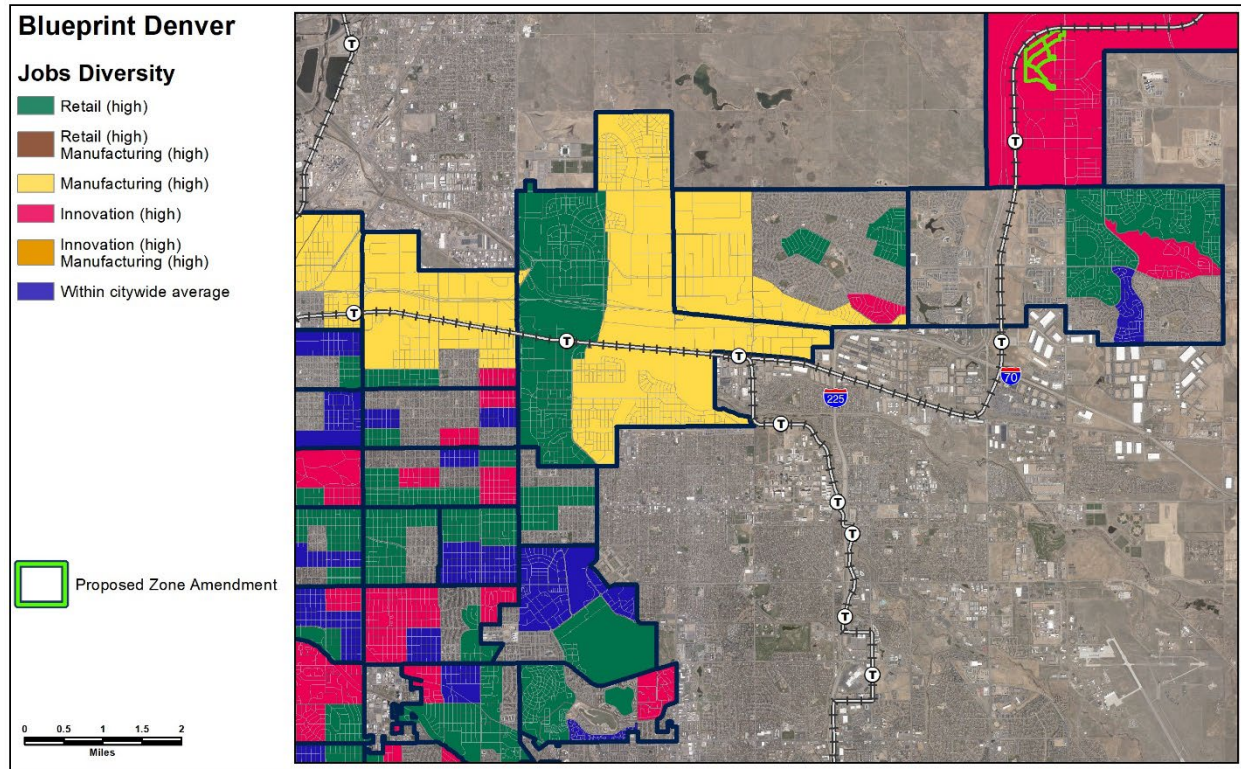 Blueprint Denver
Jobs Diversity
Retail (high)
Retail (high)
Manufacturing (high)
Manufacturing (high)
Innovation (high)
Innovation (high)
Manufacturing (high)
Within citywide average
Proposed Zone Amendment
0 0.5 1 1.5 2
Miles
T
T
T
T
T
T
70
225
T
T
T
T
T